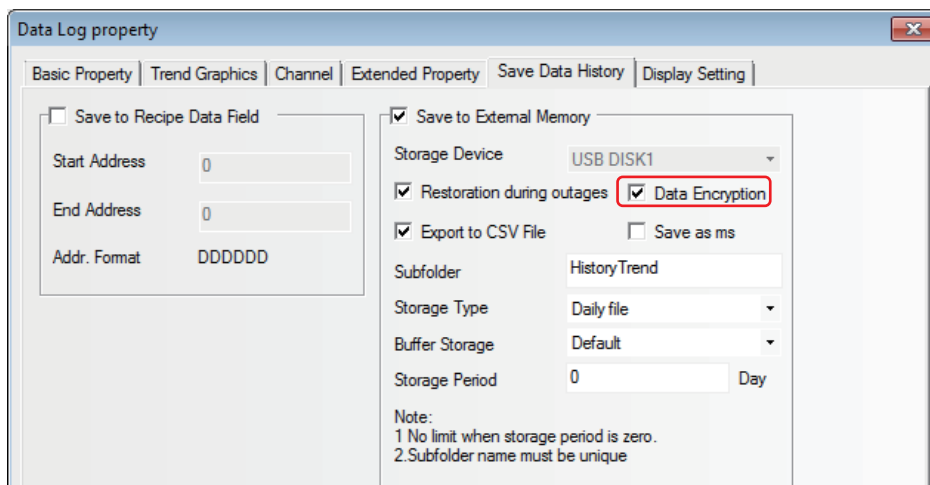 Data Log property
Basic Property Trend Graphics Channel Extended Property Save Data History Display Setting
Save to Recipe Data Field
Start Address 0
End Address 0
Addr. Format DDDDDD
Save to External Memory
Storage Device USB DISK1
Restoration during outages Data Encryption
Export to CSV File Save as ms
Subfolder HistoryTrend
Storage Type Daily file
Buffer Storage Default
Storage Period 0 Day
Note:
1 No limit when storage period is zero.
2.Subfolder name must be unique